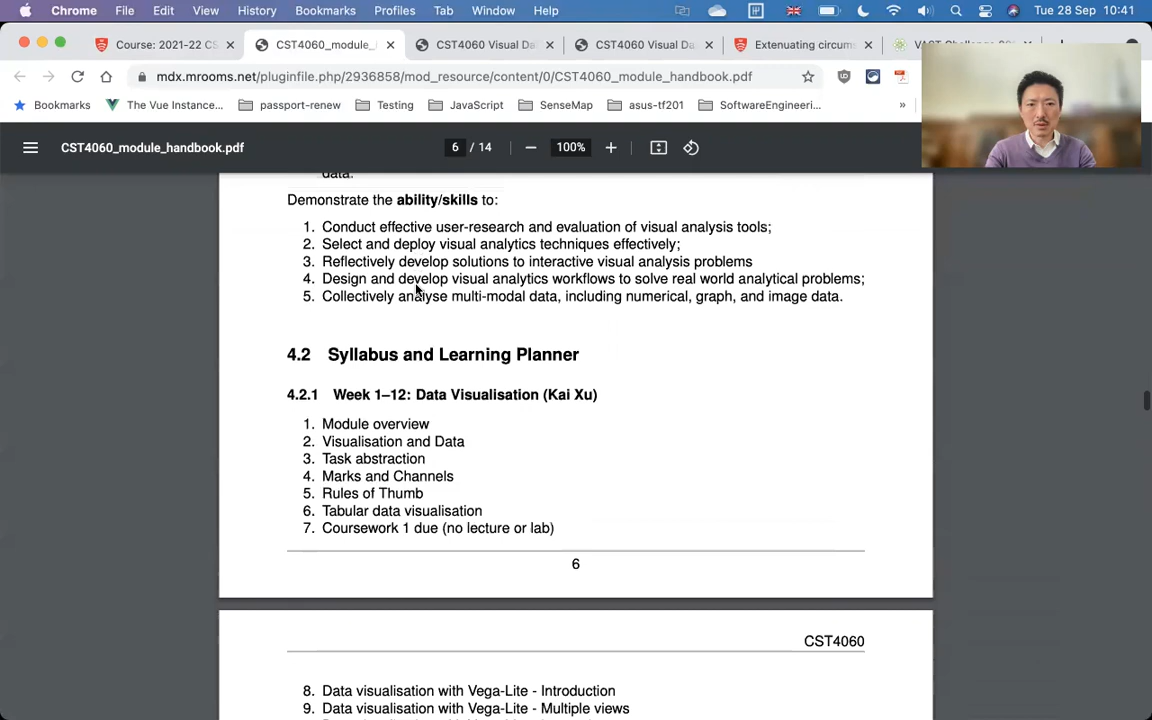 Chrome File Edit View History Bookmarks Profiles Tab Window Help Tue 28 Sep 10:41
Course: 2021-22 CS CST4060_module_ CST4060 Visual Da CST4060 Visual Da Extenuating circums VAST Challenge
mdx.mrooms.net/pluginfile.php/2936858/mod_resource/content/0/CST4060_module_handbook.pdf
Bookmarks The Vue Instance... passport-renew Testing JavaScript SenseMap asus-tf201 SoftwareEngineeri... »
CST4060_module_handbook.pdf 6 / 14 100%
data.
Demonstrate the ability/skills to:
1. Conduct effective user-research and evaluation of visual analysis tools;
2. Select and deploy visual analytics techniques effectively;
3. Reflectively develop solutions to interactive visual analysis problems
4. Design and develop visual analytics workflows to solve real world analytical problems;
5. Collectively analyse multi-modal data, including numerical, graph, and image data.
4.2 Syllabus and Learning Planner
4.2.1 Week 1–12: Data Visualisation (Kai Xu)
1. Module overview
2. Visualisation and Data
3. Task abstraction
4. Marks and Channels
5. Rules of Thumb
6. Tabular data visualisation
7. Coursework 1 due (no lecture or lab)
6
CST4060
8. Data visualisation with Vega-Lite - Introduction
9. Data visualisation with Vega-Lite - Multiple views